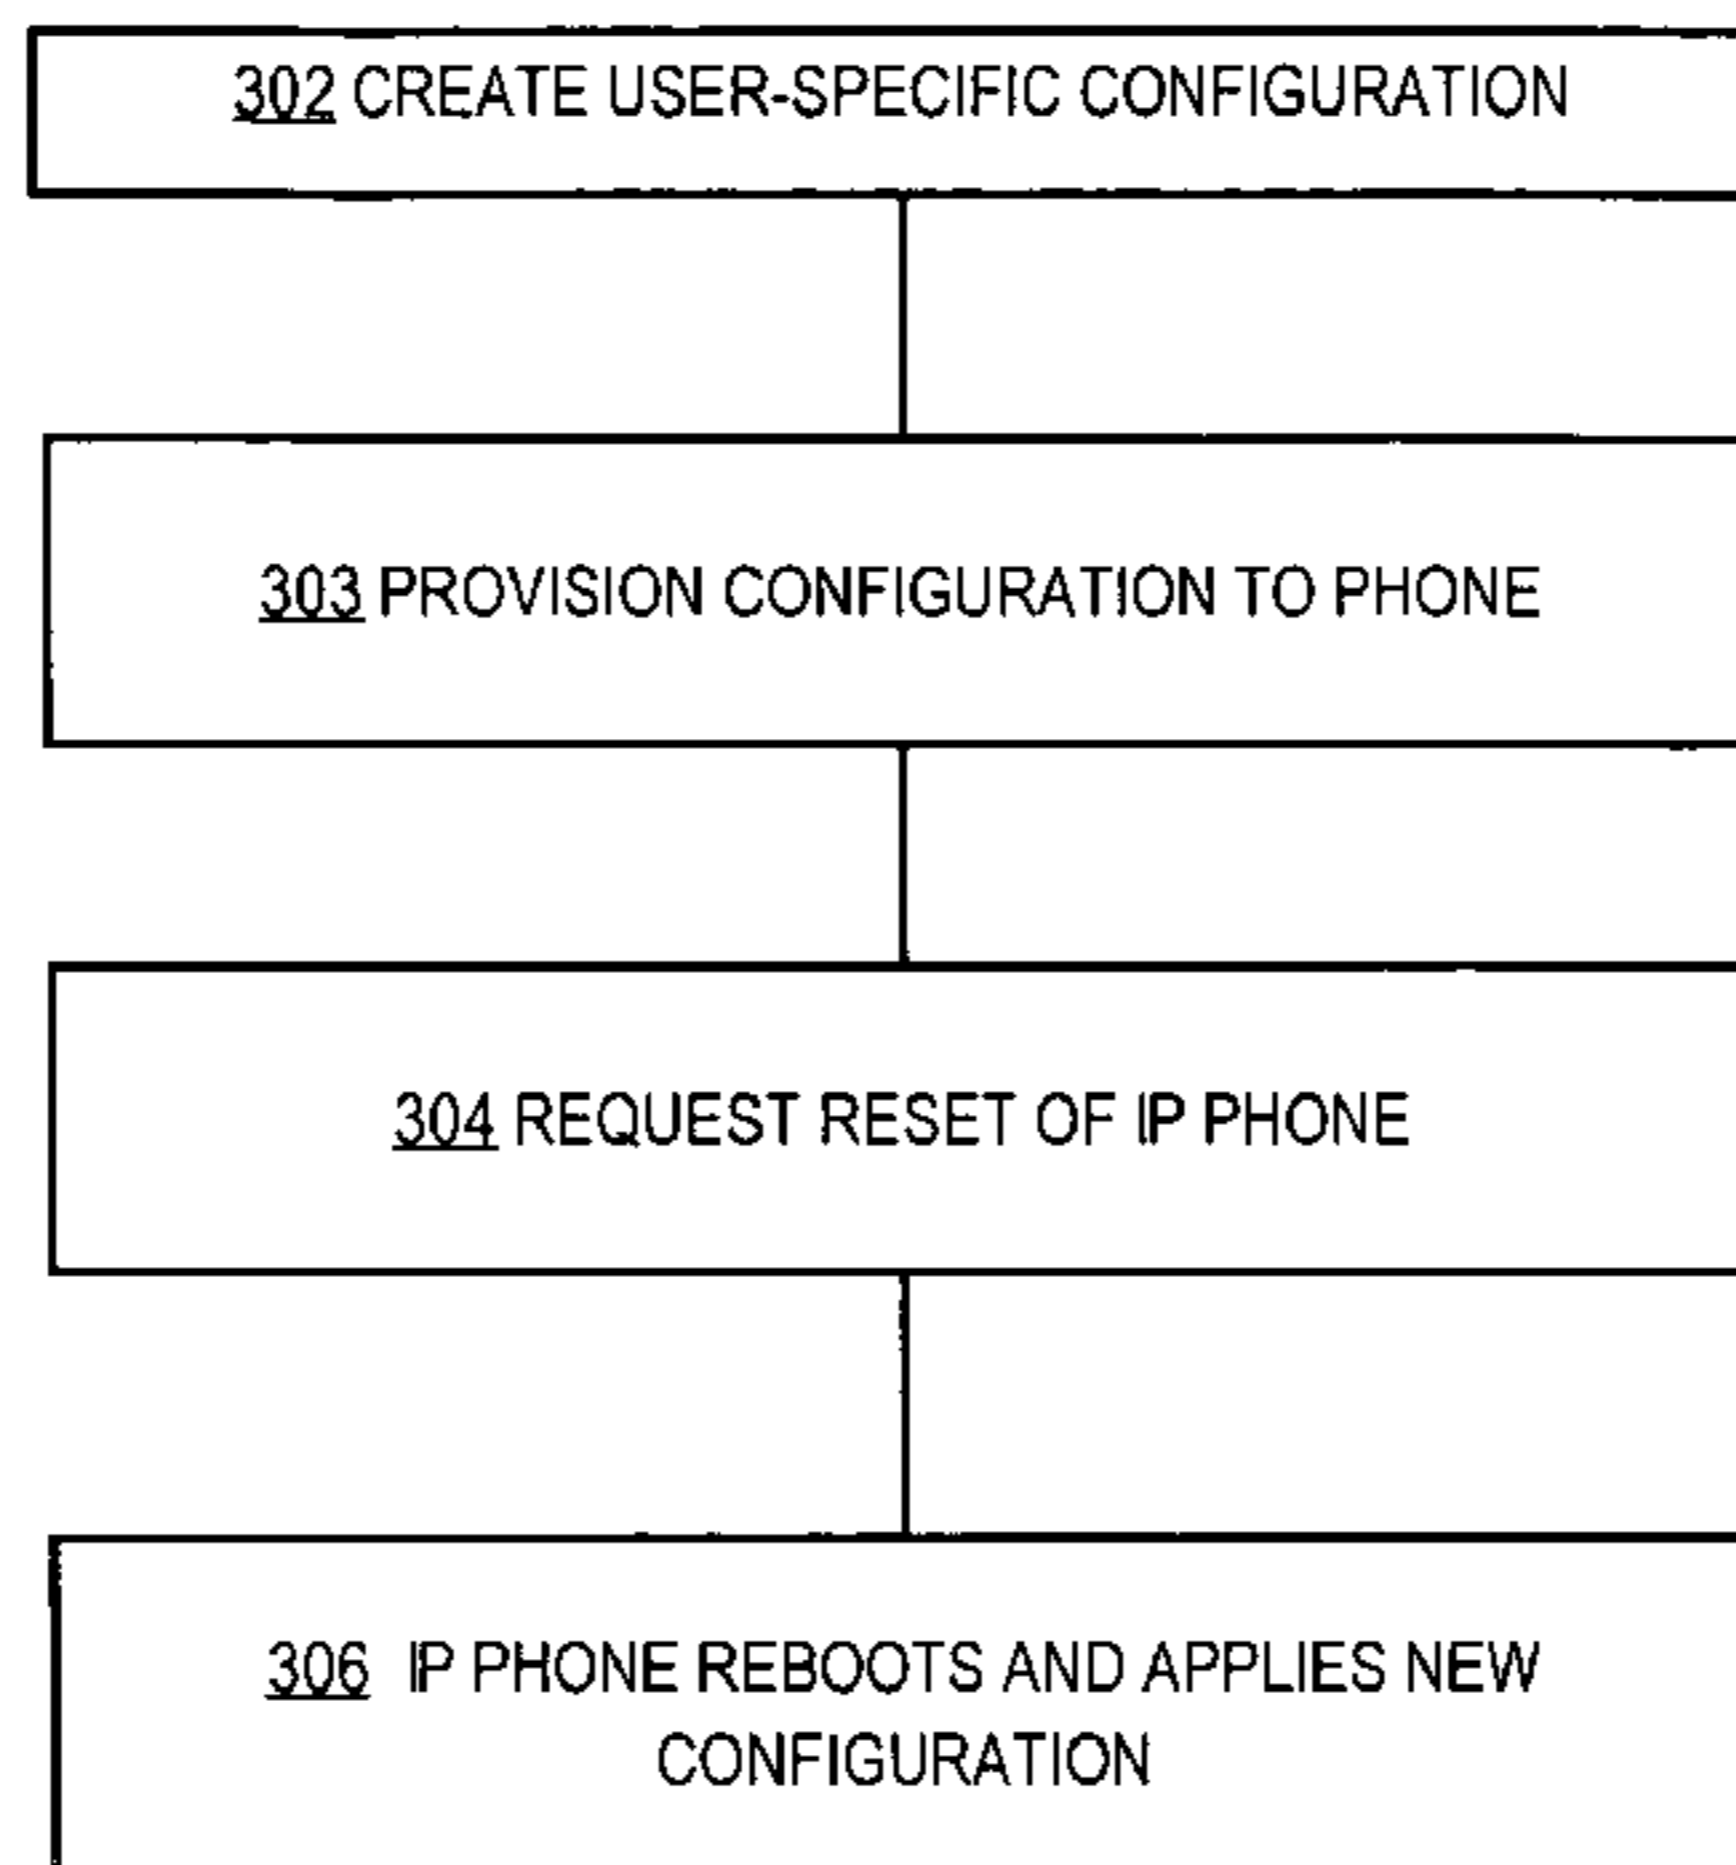 302 CREATE USER-SPECIFIC CONFIGURATION
303 PROVISION CONFIGURATION TO PHONE
304 REQUEST RESET OF IP PHONE
306 IP PHONE REBOOTS AND APPLIES NEW
CONFIGURATION